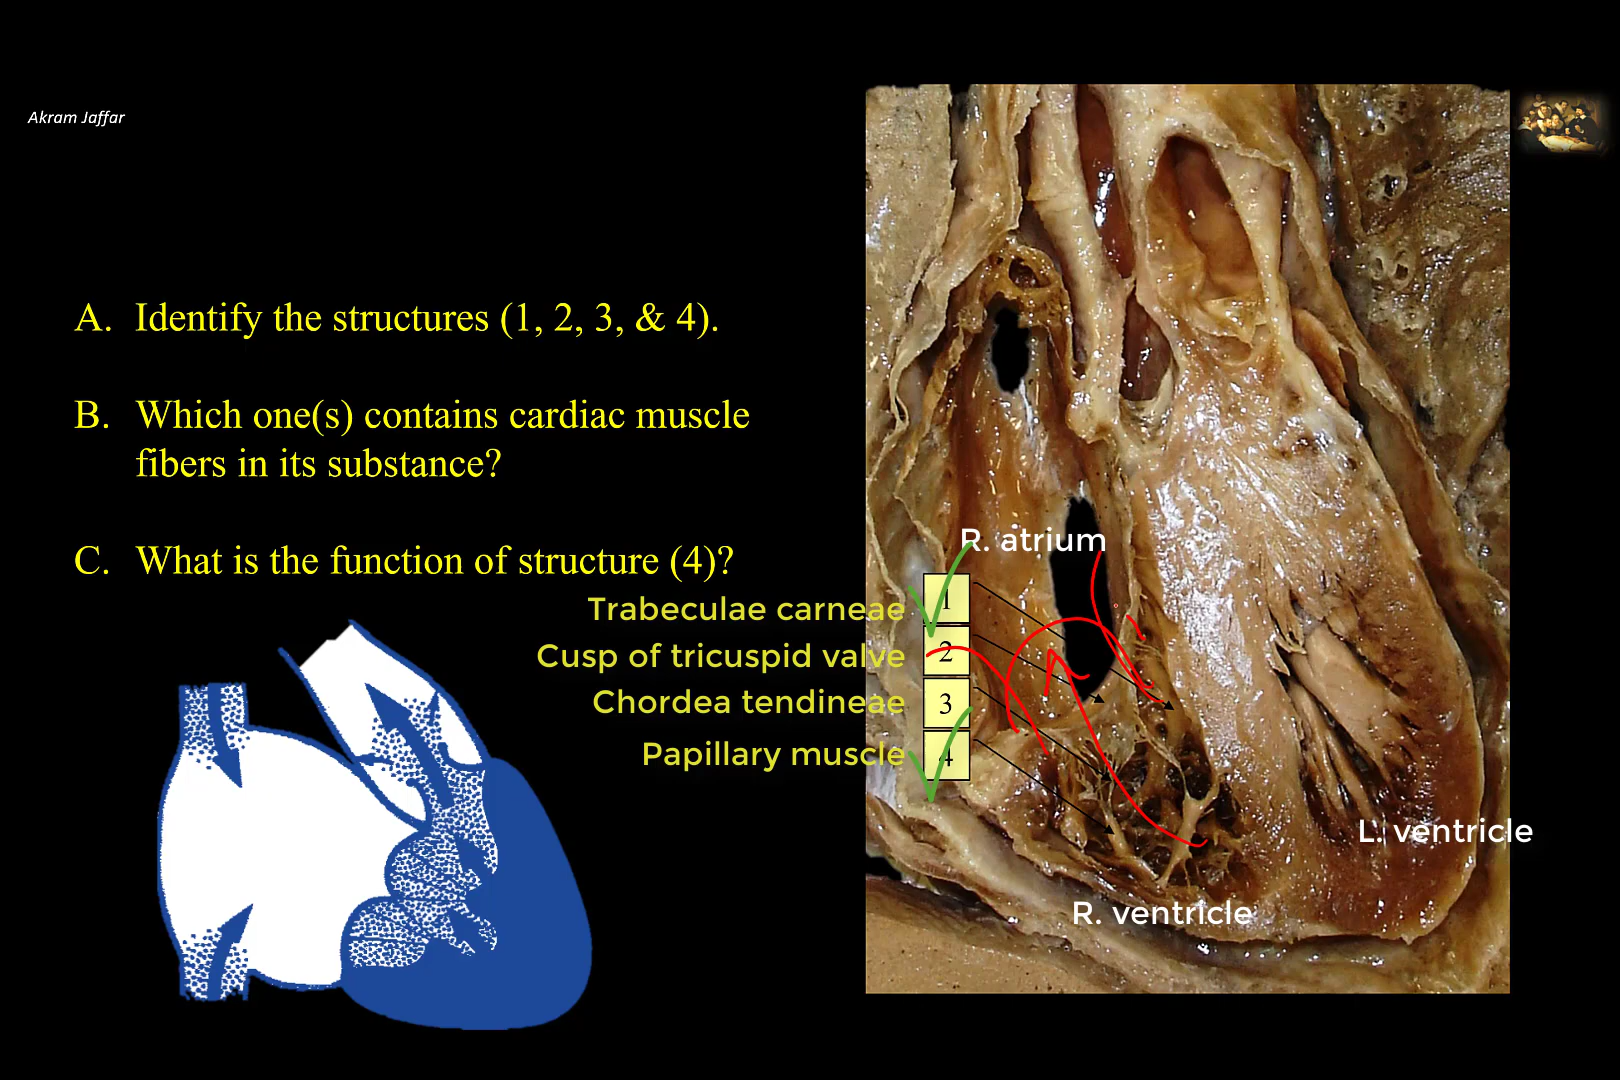 Akram Jaffar
A. Identify the structures (1, 2, 3, & 4).
B. Which one(s) contains cardiac muscle
fibers in its substance?
C. What is the function of structure (4)?
R. atrium
Trabeculae carneae 1
Cusp of tricuspid valve 2
Chordea tendineae 3
Papillary muscle 4
L. ventricle
R. ventricle